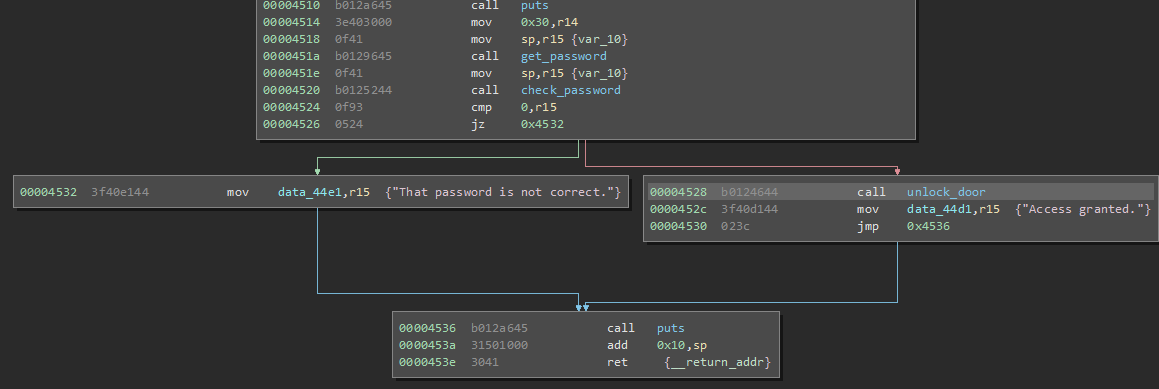 00004510 b012a645 call puts
00004514 3e403000 mov 0x30,r14
00004518 0f41 mov sp,r15 {var_10}
0000451a b0129645 call get_password
0000451e 0f41 mov sp,r15 {var_10}
00004520 b0125244 call check_password
00004524 0f93 cmp 0,r15
00004526 0524 jz 0x4532
00004532 3f40e144 mov data_44e1,r15 {"That password is not correct."}
00004528 b0124644 call unlock_door
0000452c 3f40d144 mov data_44d1,r15 {"Access granted."}
00004530 023c jmp 0x4536
00004536 b012a645 call puts
0000453a 31501000 add 0x10,sp
0000453e 3041 ret {__return_addr}